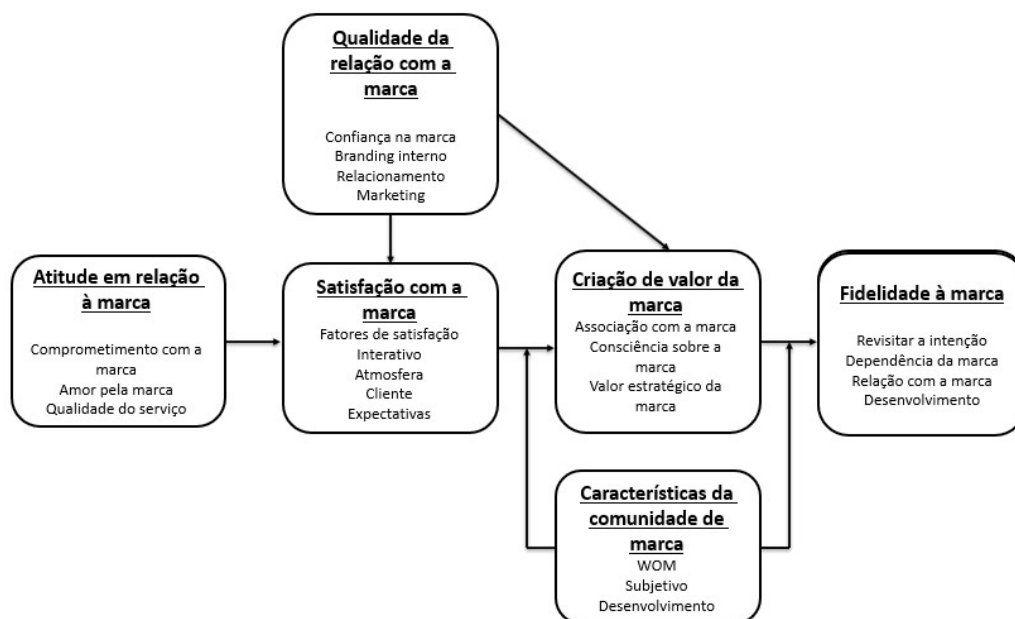 Qualidade da
relação com a
marca
Confiança na marca
Branding interno
Relacionamento
Marketing
Atitude em relação
à marca
Comprometimento com a
marca
Amor pela marca
Qualidade do serviço
Satisfação com a
marca
Fatores de satisfação
Interativo
Atmosfera
Cliente
Expectativas
Criação de valor da
marca
Associação com a marca
Consciência sobre a
marca
Valor estratégico da
marca
Fidelidade à marca
Revisitar a intenção
Dependência da marca
Relação com a marca
Desenvolvimento
Características da
comunidade de
marca
WOM
Subjetivo
Desenvolvimento